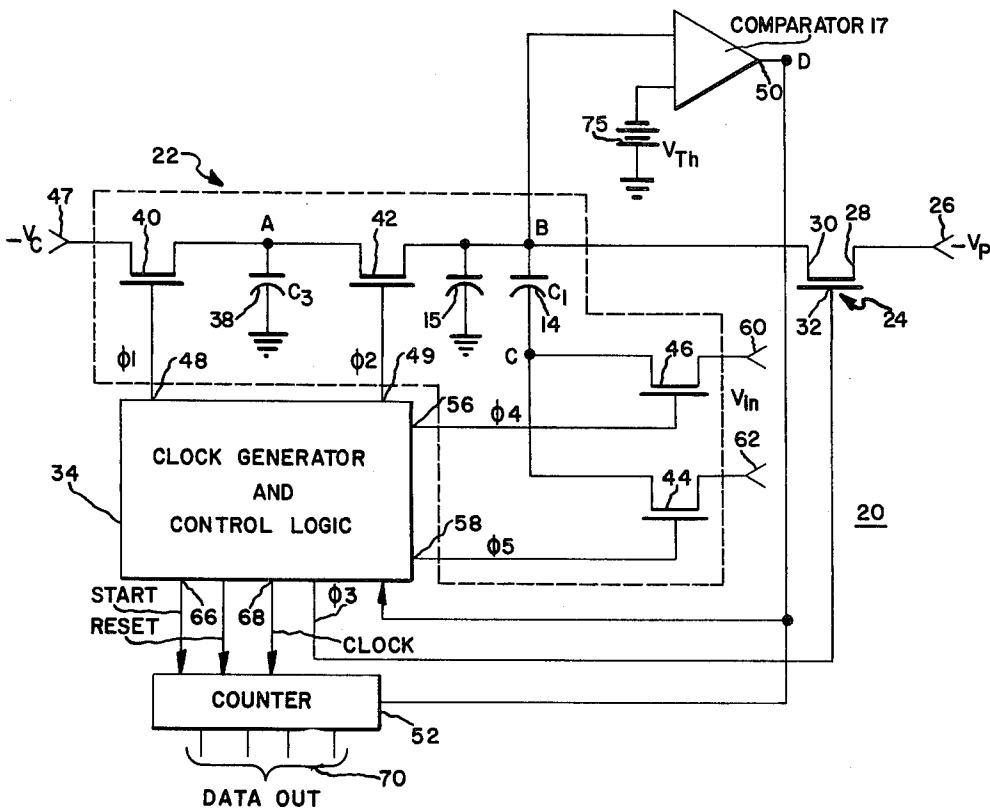 COMPARATOR 17
D
50
75
VTh
22
47
-VC
40
A
42
B
30
28
26
-VP
C3
38
15
C1
14
32
24
ϕ1
48
ϕ2
49
C
46
60
Vin
56
ϕ4
62
CLOCK GENERATOR
AND
CONTROL LOGIC
34
44
20
58
ϕ5
START
66
68
ϕ3
RESET
CLOCK
COUNTER
52
70
DATA OUT